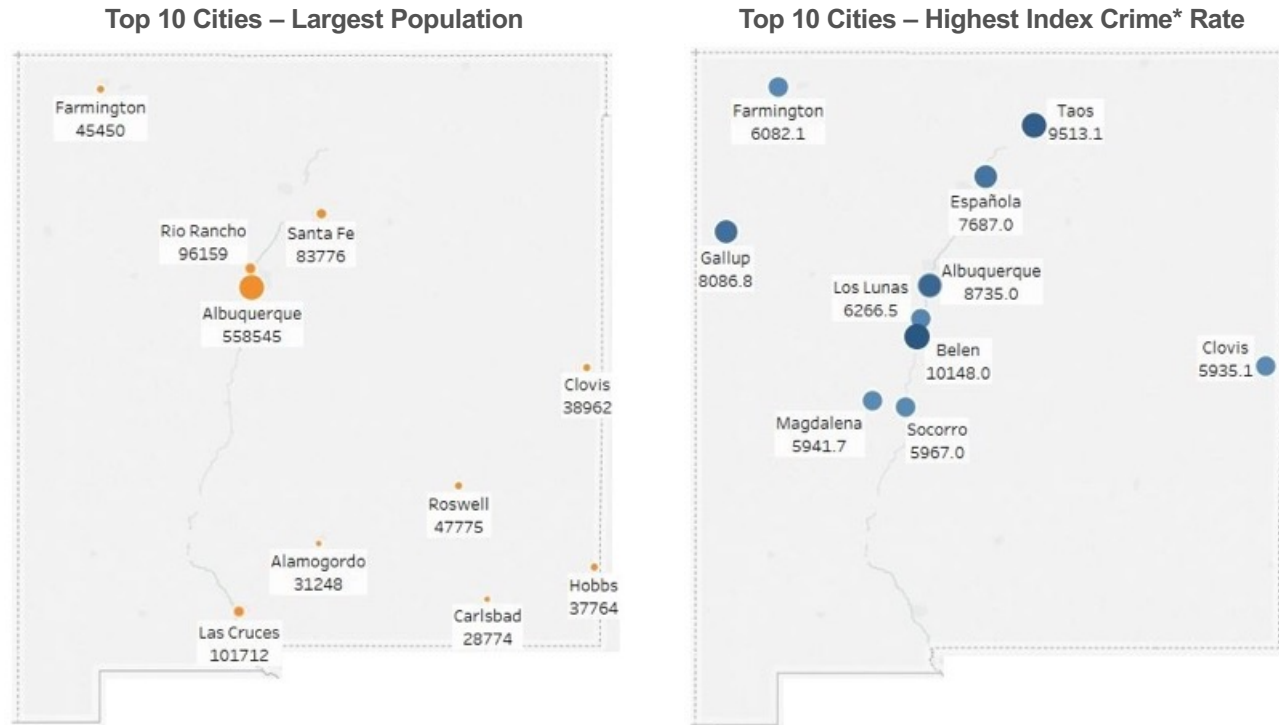 Top 10 Cities – Largest Population
Farmington
45450
Rio Rancho
96159
Santa Fe
83776
Albuquerque
558545
Clovis
38962
Roswell
47775
Alamogordo
31248
Hobbs
37764
Carlsbad
28774
Las Cruces
101712
Top 10 Cities – Highest Index Crime* Rate
Farmington
6082.1
Taos
9513.1
Española
7687.0
Gallup
8086.8
Albuquerque
8735.0
Los Lunas
6266.5
Belen
10148.0
Clovis
5935.1
Magdalena
5941.7
Socorro
5967.0